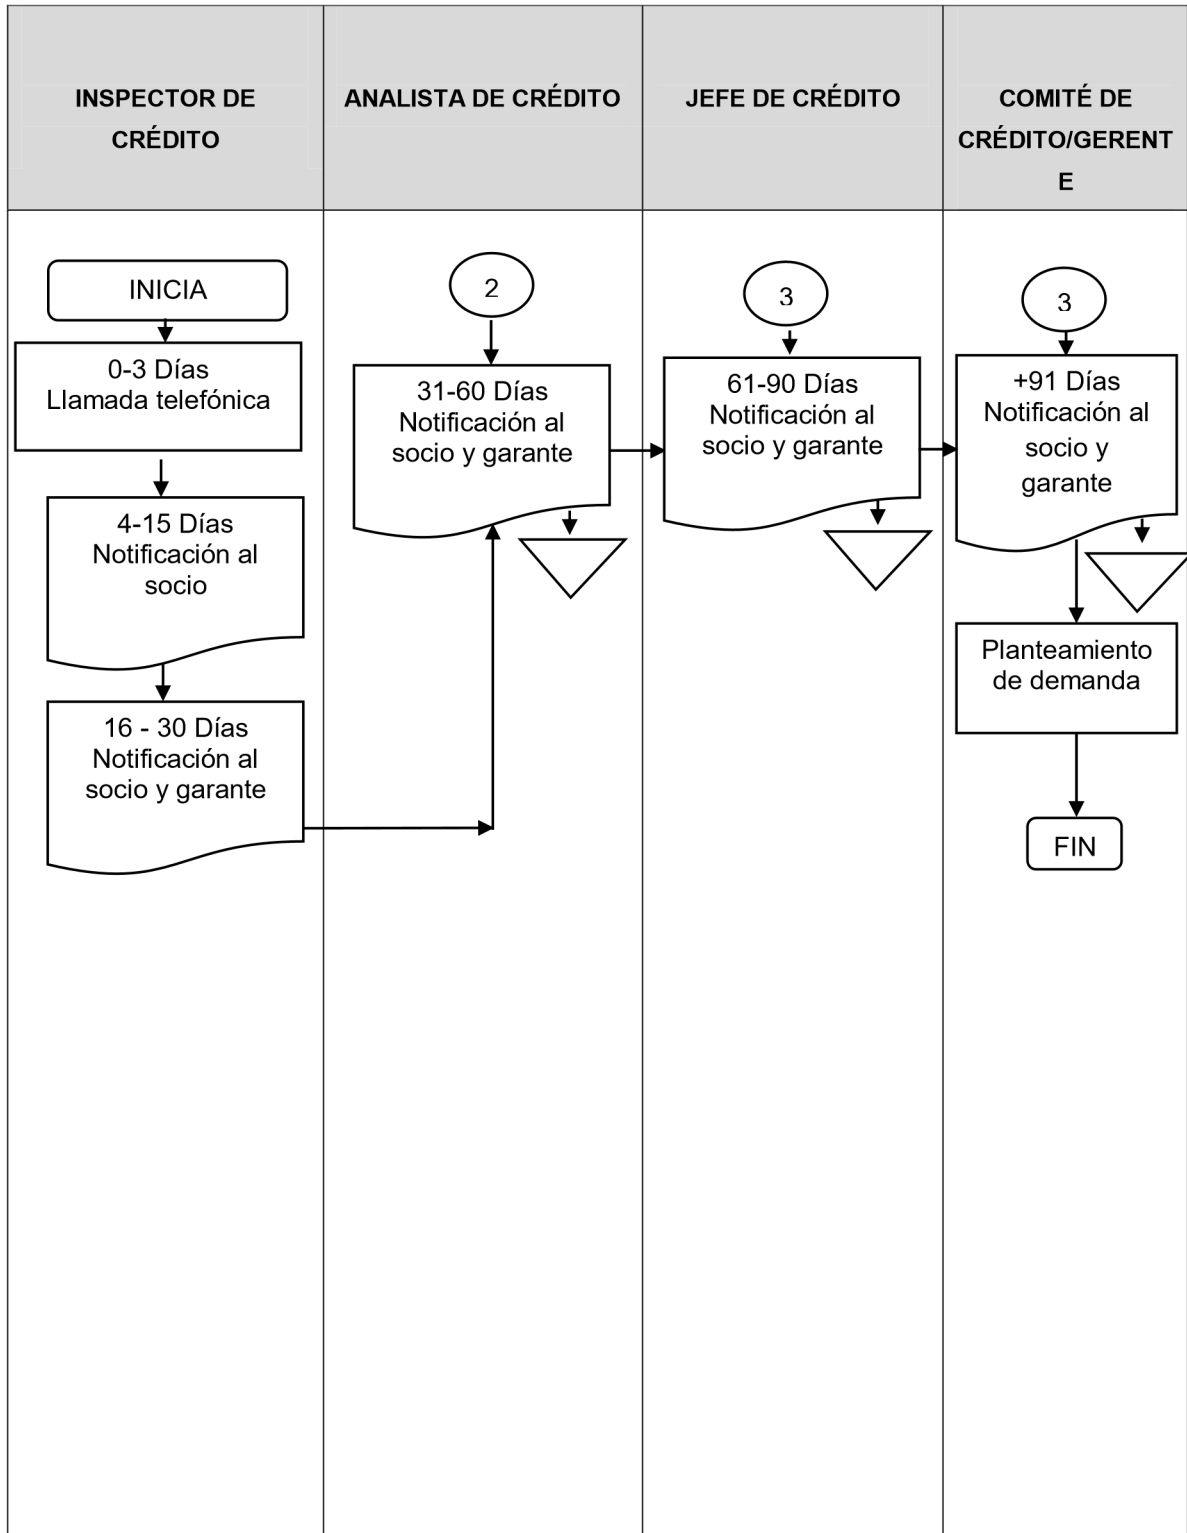 INSPECTOR DE
CRÉDITO
ANALISTA DE CRÉDITO
JEFE DE CRÉDITO
COMITÉ DE
CRÉDITO/GERENT
E
INICIA
0-3 Días
Llamada telefónica
4-15 Días
Notificación al
socio
16 - 30 Días
Notificación al
socio y garante
2
31-60 Días
Notificación al
socio y garante
3
61-90 Días
Notificación al
socio y garante
3
+91 Días
Notificación al
socio y
garante
Planteamiento
de demanda
FIN